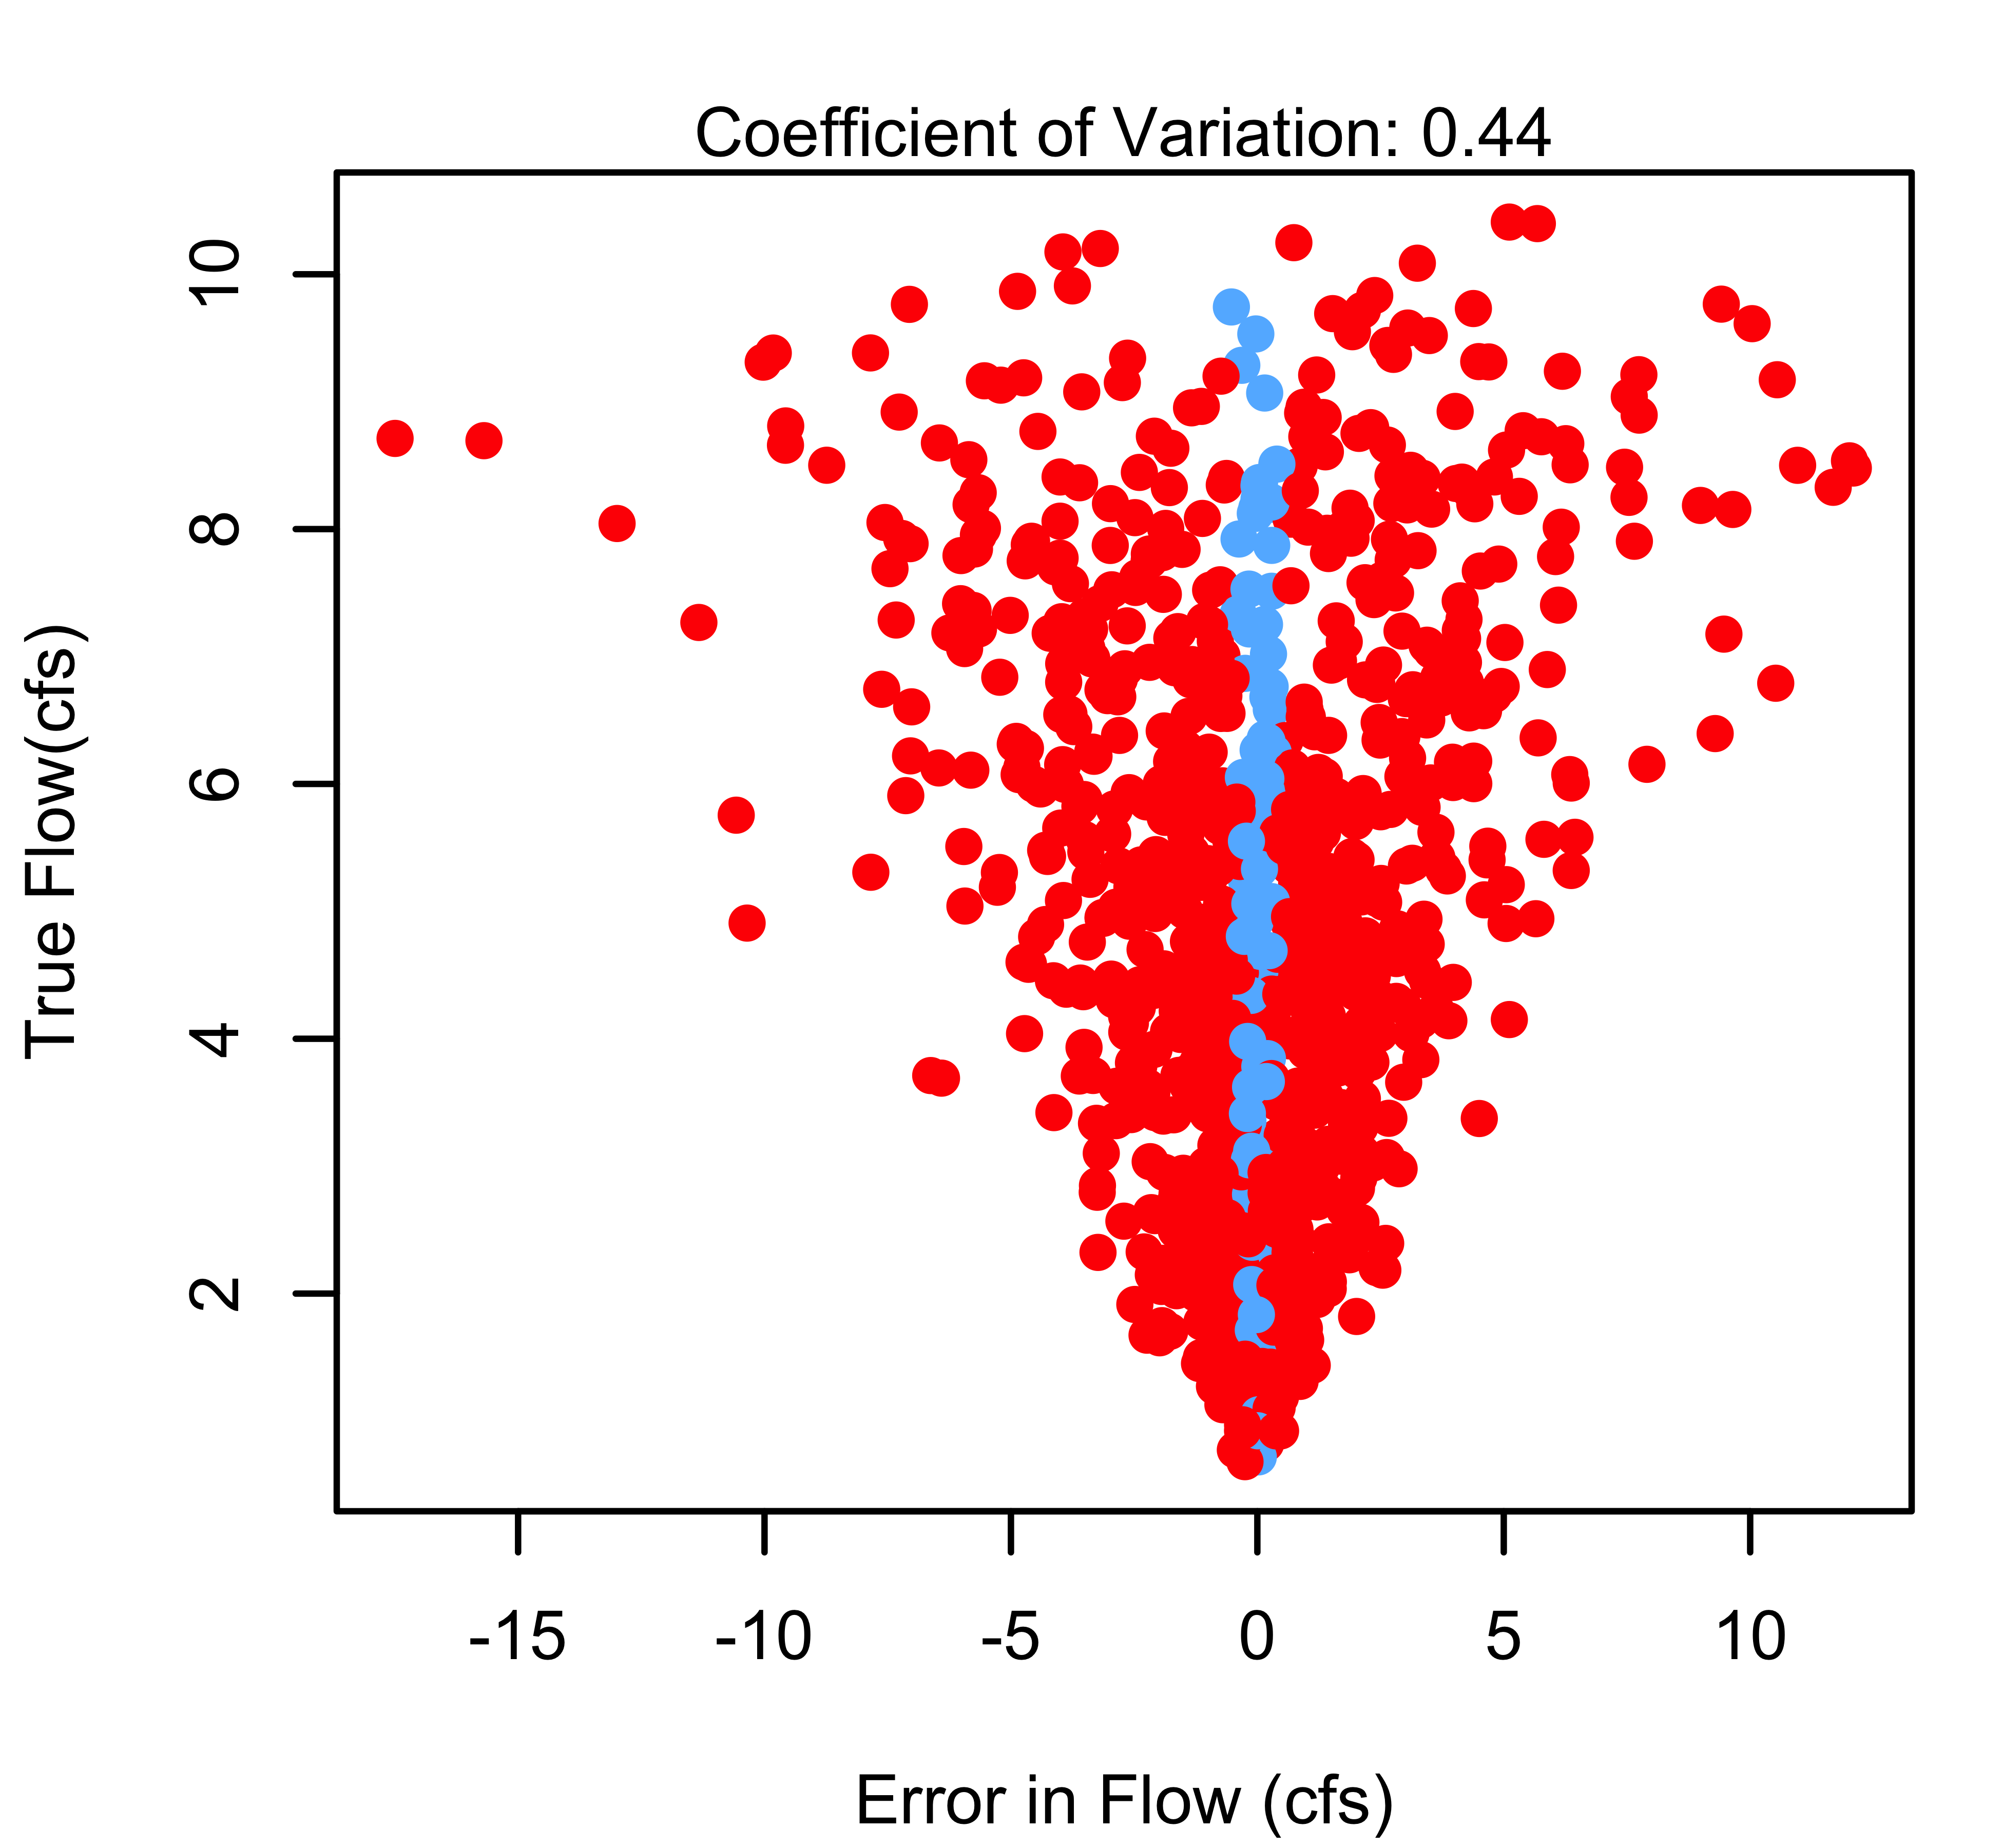 Coefficient of Variation: 0.44
True Flow(cfs)
10
8
6
4
2
-15 -10 -5 0 5 10
Error in Flow (cfs)